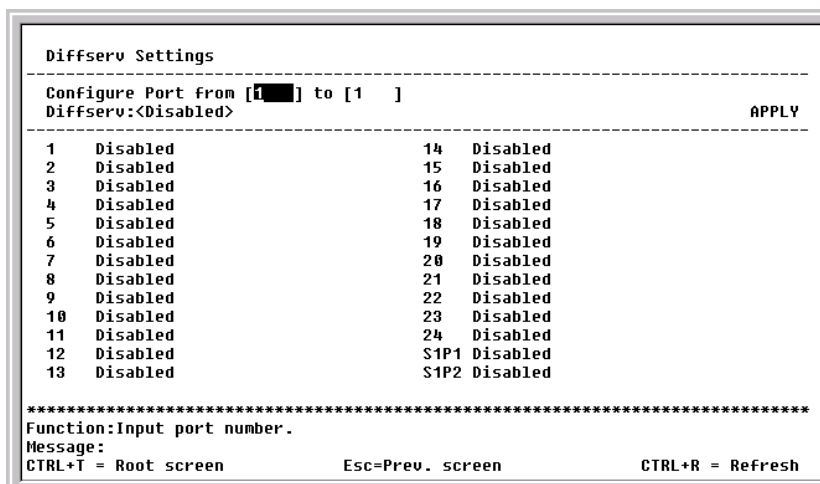 Diffserv Settings
--------------------------------------------------------------------------------
Configure Port from [1   ] to [1   ]
Diffserv:<Disabled> APPLY
--------------------------------------------------------------------------------
1 Disabled 14 Disabled
2 Disabled 15 Disabled
3 Disabled 16 Disabled
4 Disabled 17 Disabled
5 Disabled 18 Disabled
6 Disabled 19 Disabled
7 Disabled 20 Disabled
8 Disabled 21 Disabled
9 Disabled 22 Disabled
10 Disabled 23 Disabled
11 Disabled 24 Disabled
12 Disabled S1P1 Disabled
13 Disabled S1P2 Disabled
********************************************************************************
Function:Input port number.
Message:
CTRL+T = Root screen Esc=Prev. screen CTRL+R = Refresh